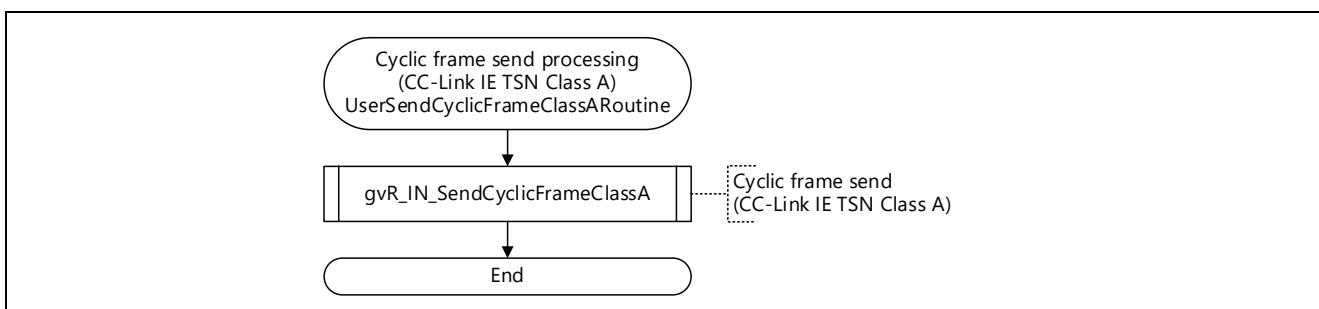 Cyclic frame send processing
(CC-Link IE TSN Class A)
UserSendCyclicFrameClassARoutine
gvR_IN_SendCyclicFrameClassA
Cyclic frame send
(CC-Link IE TSN Class A)
End